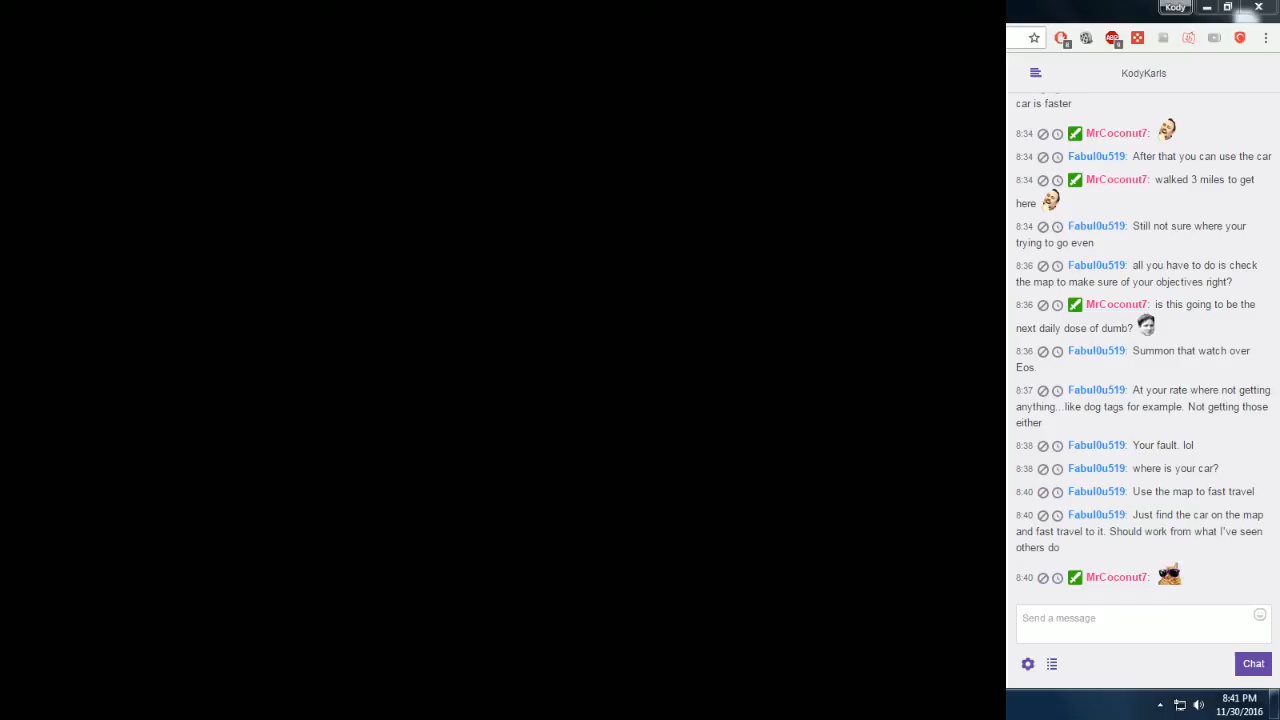 Kody
8
9
KodyKarls
car is faster
8:34 MrCoconut7:
8:34 Fabul0u519: After that you can use the car
8:34 MrCoconut7: walked 3 miles to get
here
8:34 Fabul0u519: Still not sure where your
trying to go even
8:36 Fabul0u519: all you have to do is check
the map to make sure of your objectives right?
8:36 MrCoconut7: is this going to be the
next daily dose of dumb?
8:36 Fabul0u519: Summon that watch over
Eos.
8:37 Fabul0u519: At your rate where not getting
anything...like dog tags for example. Not getting those
either
8:38 Fabul0u519: Your fault. lol
8:38 Fabul0u519: where is your car?
8:40 Fabul0u519: Use the map to fast travel
8:40 Fabul0u519: Just find the car on the map
and fast travel to it. Should work from what I've seen
others do
8:40 MrCoconut7:
Send a message
Chat
8:41 PM
11/30/2016